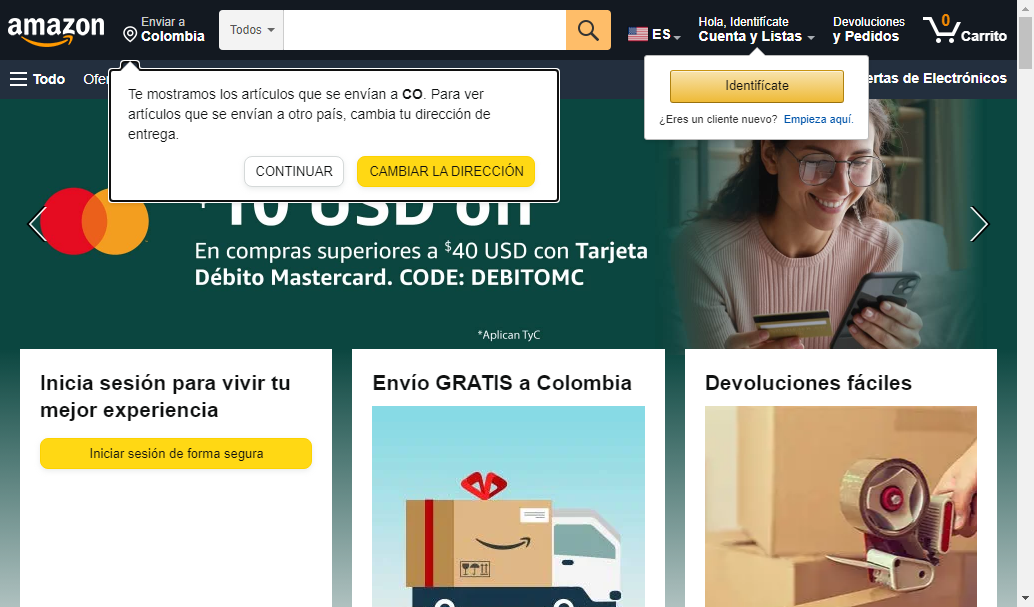 amazon
Enviar a
Colombia
Todos
ES
Hola, Identifícate
Cuenta y Listas
Devoluciones
y Pedidos
0
Carrito
Todo
Ofer
ertas de Electrónicos
Te mostramos los artículos que se envían a CO. Para ver
artículos que se envían a otro país, cambia tu dirección de
entrega.
CONTINUAR
CAMBIAR LA DIRECCIÓN
Identifícate
¿Eres un cliente nuevo? Empieza aquí.
10 USD off
En compras superiores a $40 USD con Tarjeta
Débito Mastercard. CODE: DEBITOMC
*Aplican TyC
Inicia sesión para vivir tu
mejor experiencia
Iniciar sesión de forma segura
Envío GRATIS a Colombia
Devoluciones fáciles